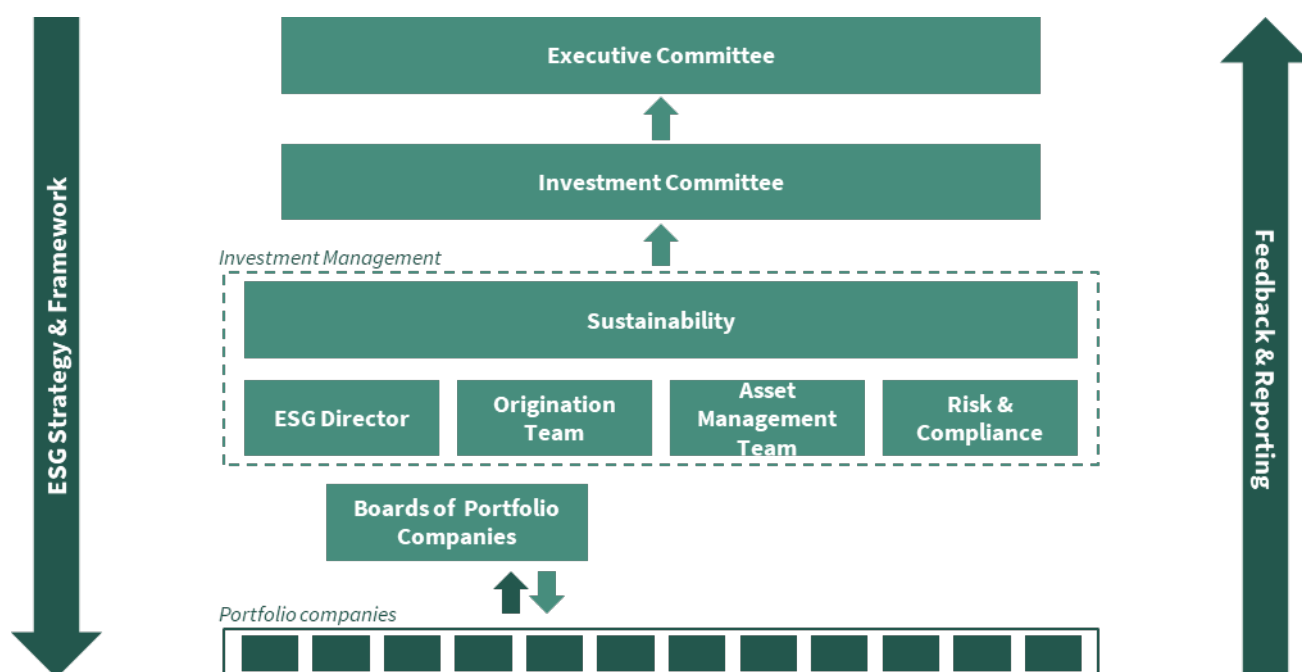 Executive Committee
Investment Committee
Investment Management
Sustainability
ESG Director
Origination
Team
Asset
Management
Team
Risk &
Compliance
Boards of Portfolio
Companies
Portfolio companies
ESG Strategy & Framework
Feedback & Reporting